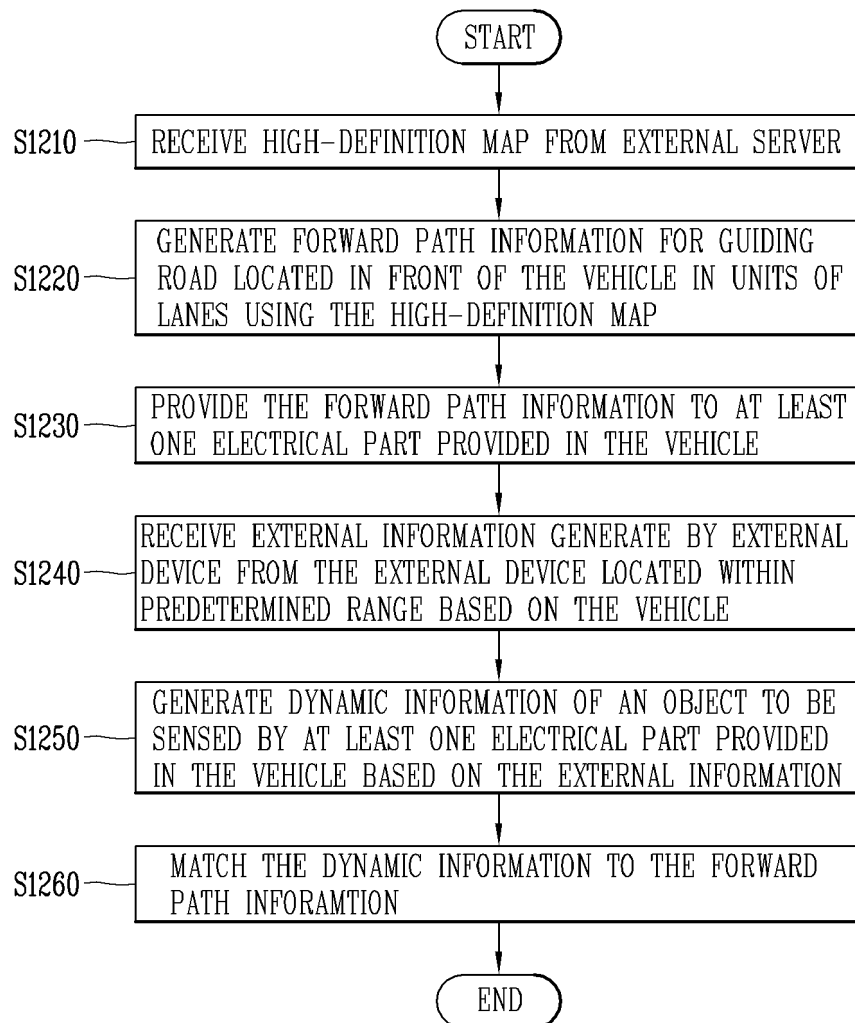 START
S1210
RECEIVE HIGH-DEFINITION MAP FROM EXTERNAL SERVER
S1220
GENERATE FORWARD PATH INFORMATION FOR GUIDING
ROAD LOCATED IN FRONT OF THE VEHICLE IN UNITS OF
LANES USING THE HIGH-DEFINITION MAP
S1230
PROVIDE THE FORWARD PATH INFORMATION TO AT LEAST
ONE ELECTRICAL PART PROVIDED IN THE VEHICLE
S1240
RECEIVE EXTERNAL INFORMATION GENERATE BY EXTERNAL
DEVICE FROM THE EXTERNAL DEVICE LOCATED WITHIN
PREDETERMINED RANGE BASED ON THE VEHICLE
S1250
GENERATE DYNAMIC INFORMATION OF AN OBJECT TO BE
SENSED BY AT LEAST ONE ELECTRICAL PART PROVIDED
IN THE VEHICLE BASED ON THE EXTERNAL INFORMATION
S1260
MATCH THE DYNAMIC INFORMATION TO THE FORWARD
PATH INFORAMTION
END